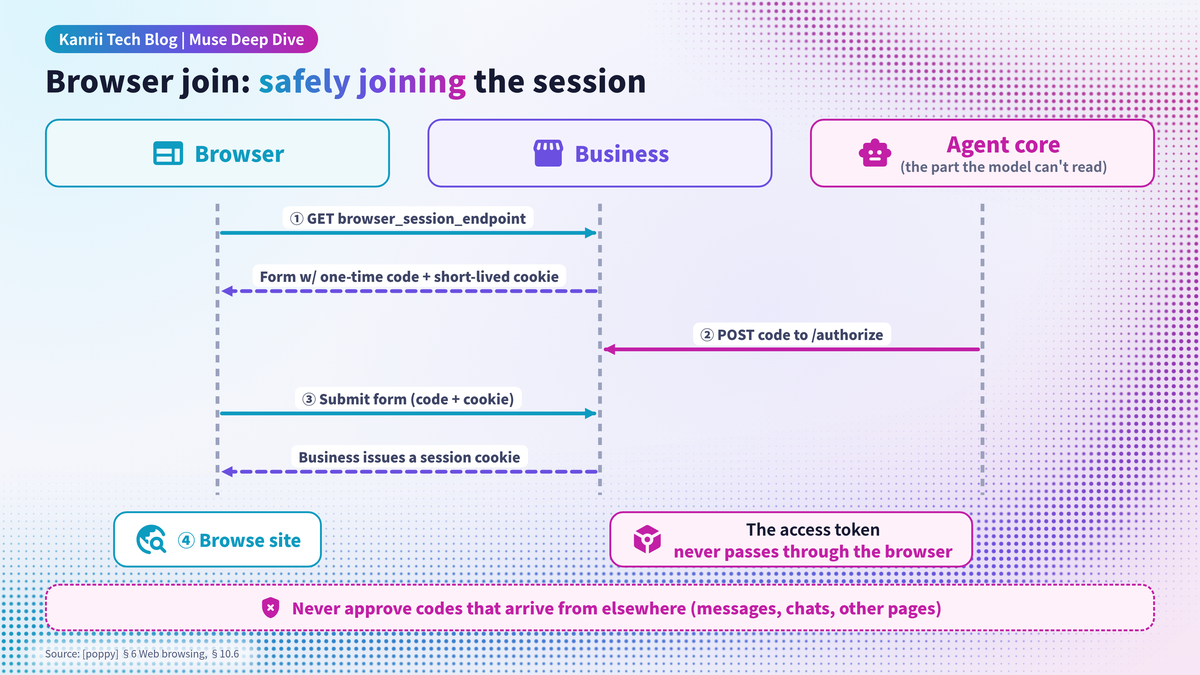 Kanrii Tech Blog | Muse Deep Dive
Browser join: safely joining the session
Browser
Business
Agent core
(the part the model can't read)
① GET browser_session_endpoint
Form w/ one-time code + short-lived cookie
② POST code to /authorize
③ Submit form (code + cookie)
Business issues a session cookie
④ Browse site
The access token
never passes through the browser
Never approve codes that arrive from elsewhere (messages, chats, other pages)
Source: [poppy] §6 Web browsing, §10.6